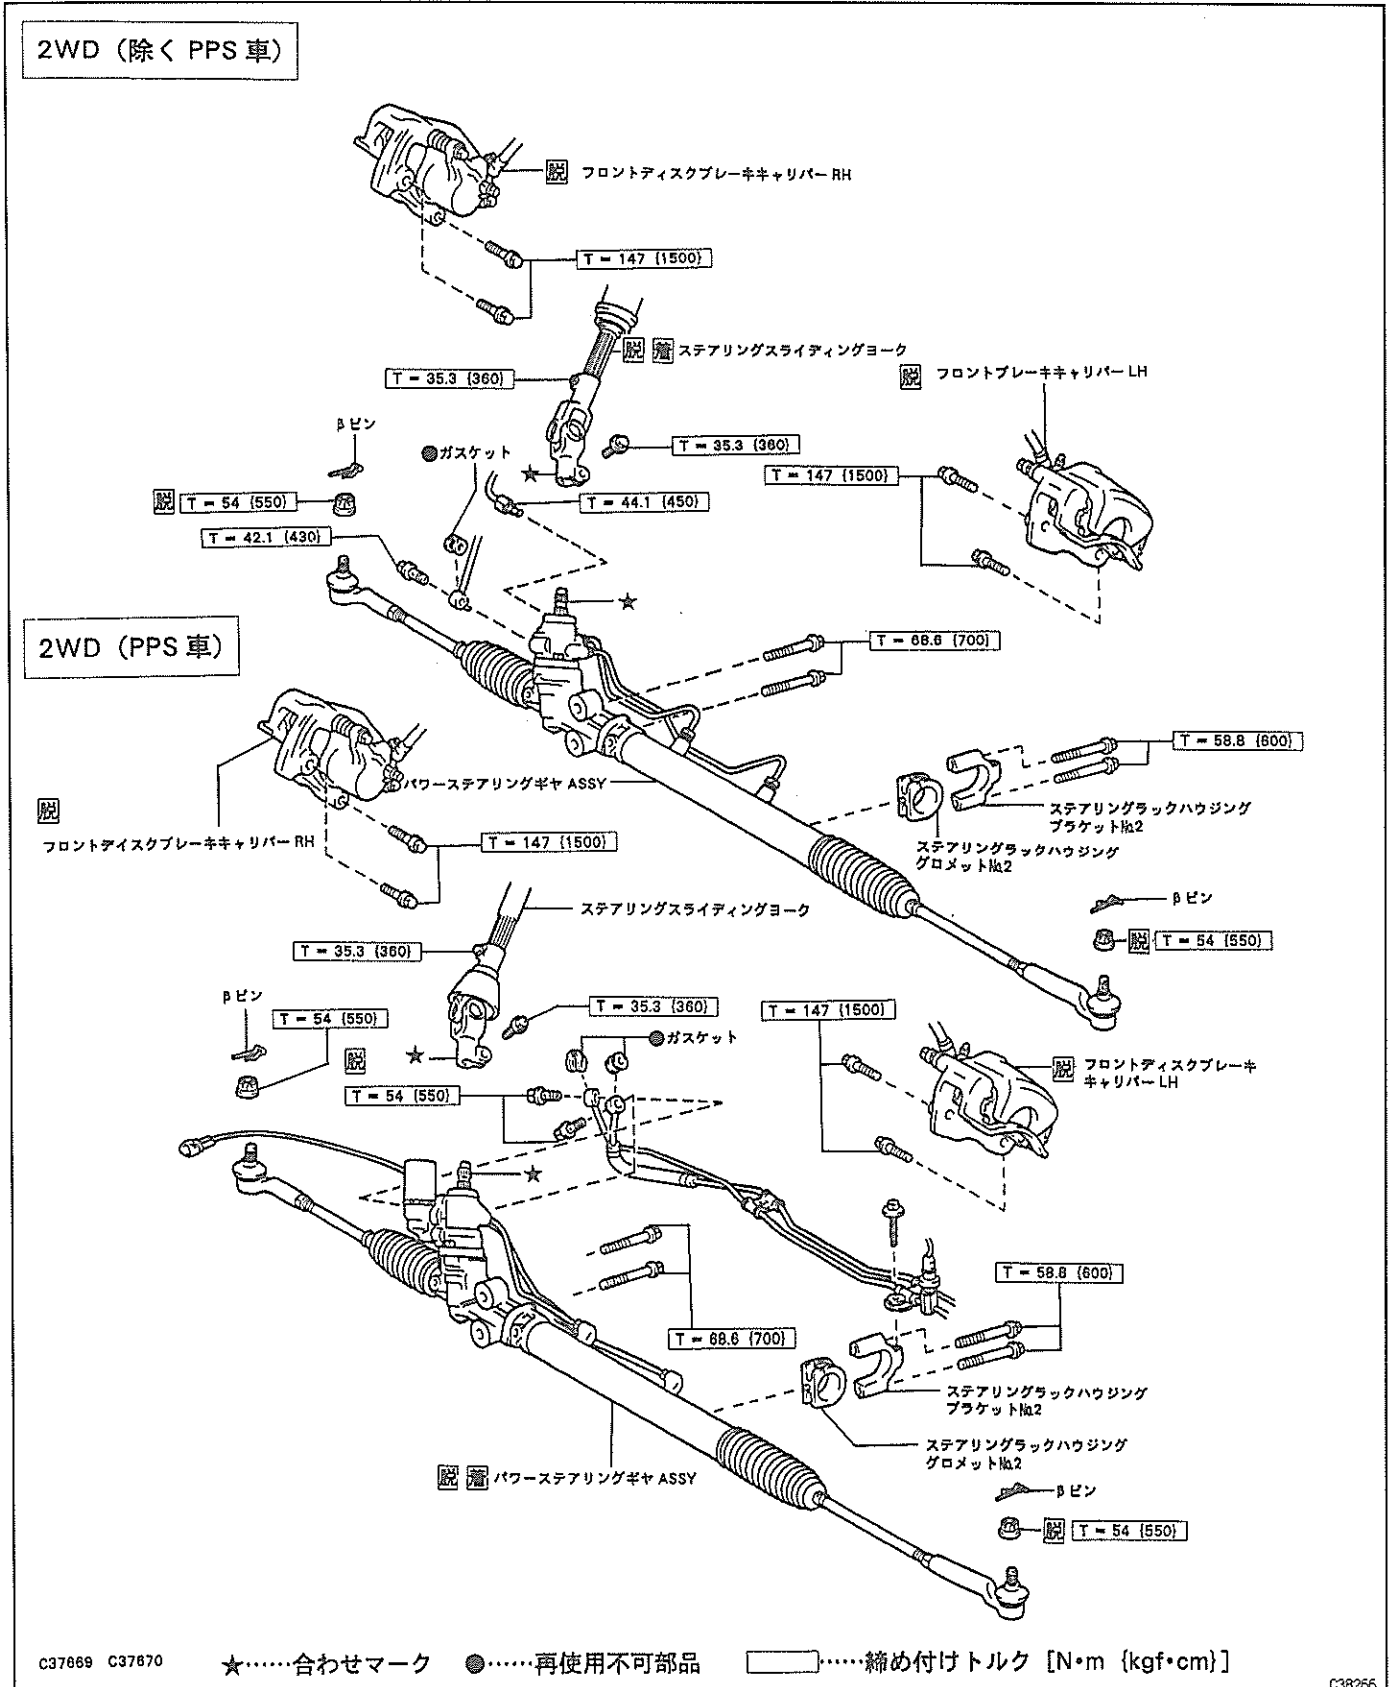 2WD（除く PPS 車）
脱 フロントディスクブレーキキャリパー RH
T = 147 {1500}
脱 着 ステアリングスライディングヨーク
T = 35.3 {360}
脱 フロントブレーキキャリパー LH
βピン
●ガスケット
T = 35.3 {360}
★
T = 147 {1500}
脱 T = 54 {550}
T = 44.1 {450}
T = 42.1 {430}
★
2WD（PPS 車）
T = 68.6 {700}
T = 58.8 {600}
パワーステアリングギヤ ASSY
ステアリングラックハウジング
ブラケットNo.2
脱
フロントデイスクブレーキキャリパー RH
T = 147 {1500}
ステアリングラックハウジング
グロメットNo.2
βピン
ステアリングスライディングヨーク
脱 T = 54 {550}
T = 35.3 {360}
βピン
T = 54 {550}
T = 35.3 {360}
T = 147 {1500}
●ガスケット
脱 ★
脱 フロントディスクブレーキ
キャリパー LH
T = 54 {550}
★
T = 58.8 {600}
T = 68.6 {700}
ステアリングラックハウジング
ブラケットNo.2
ステアリングラックハウジング
グロメットNo.2
脱 着 パワーステアリングギヤ ASSY
βピン
脱 T = 54 {550}
C37669 C37670 ★……合わせマーク ●……再使用不可部品 ……締め付けトルク [N・m {kgf・cm}]
C38266